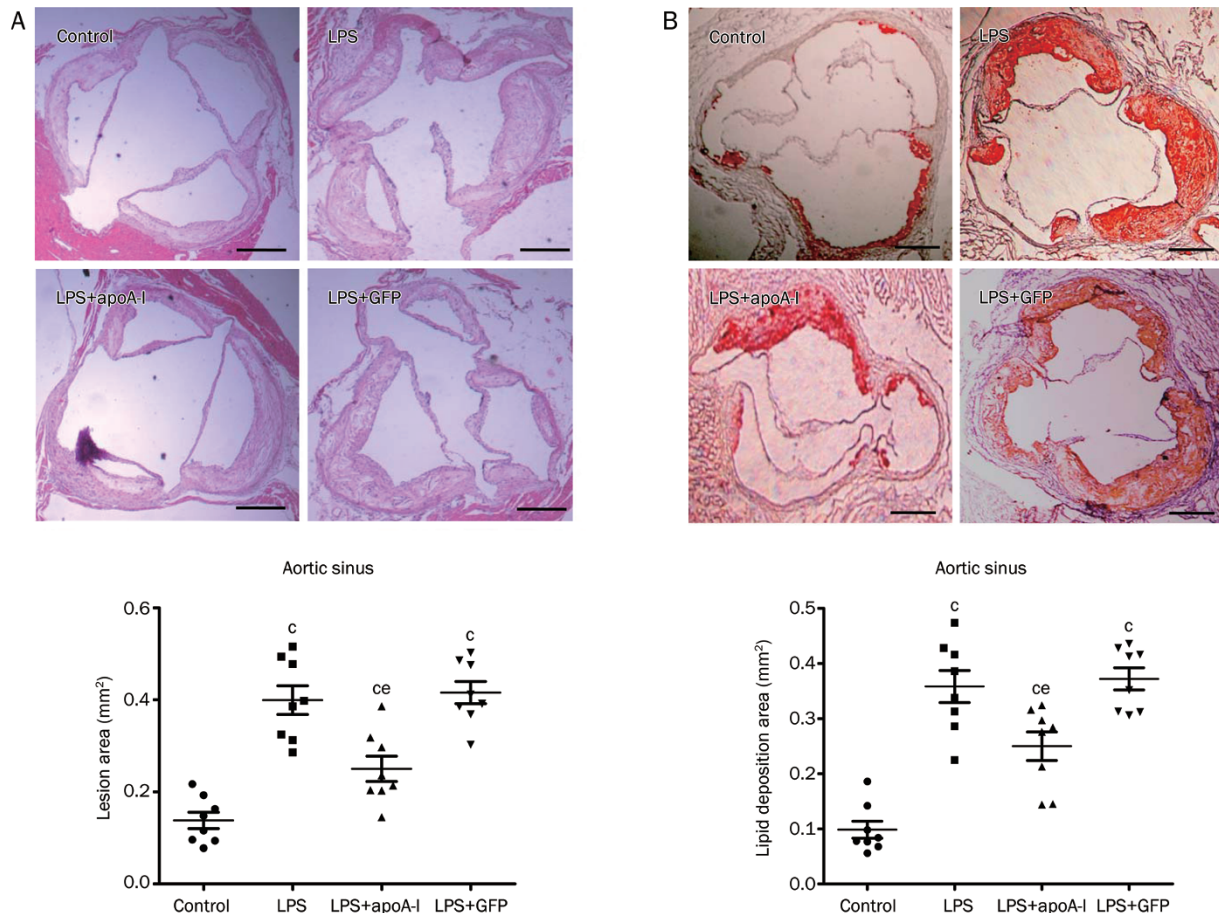 A
Control
LPS
LPS+apoA-I
LPS+GFP
Aortic sinus
Lesion area (mm²)
0.6
0.4
0.2
0.0
c
ce
c
Control
LPS
LPS+apoA-I
LPS+GFP
B
Control
LPS
LPS+apoA-I
LPS+GFP
Aortic sinus
Lipid deposition area (mm²)
0.5
0.4
0.3
0.2
0.1
0.0
c
ce
c
Control
LPS
LPS+apoA-I
LPS+GFP